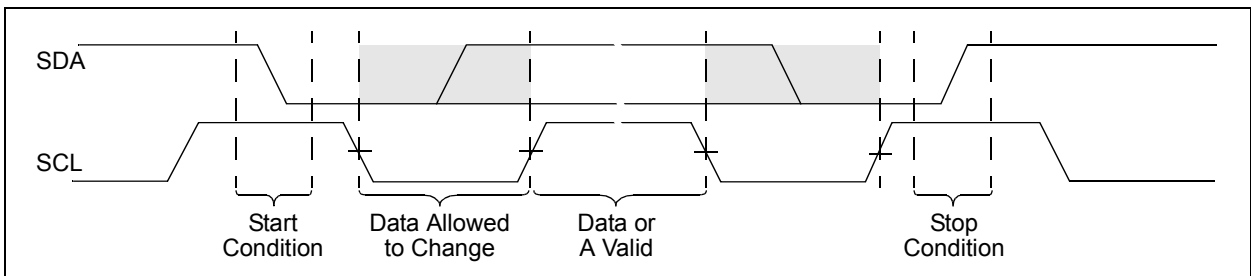 SDA
SCL
Start
Condition
Data Allowed
to Change
Data or
A Valid
Stop
Condition